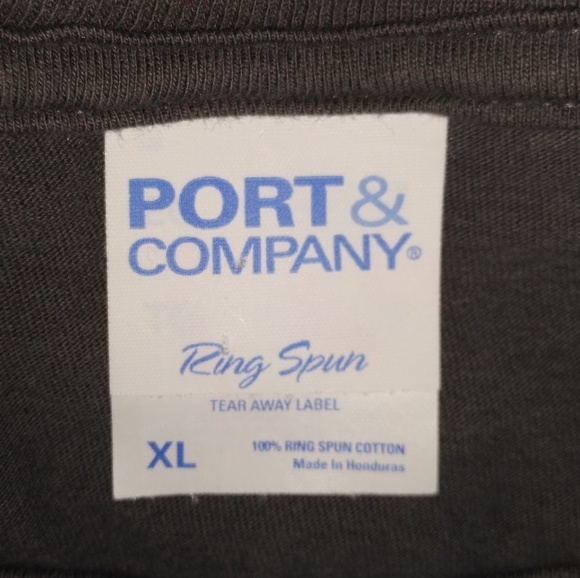 PORT &
COMPANY®
Ring Spun
TEAR AWAY LABEL
XL
100% RING SPUN COTTON
Made In Honduras